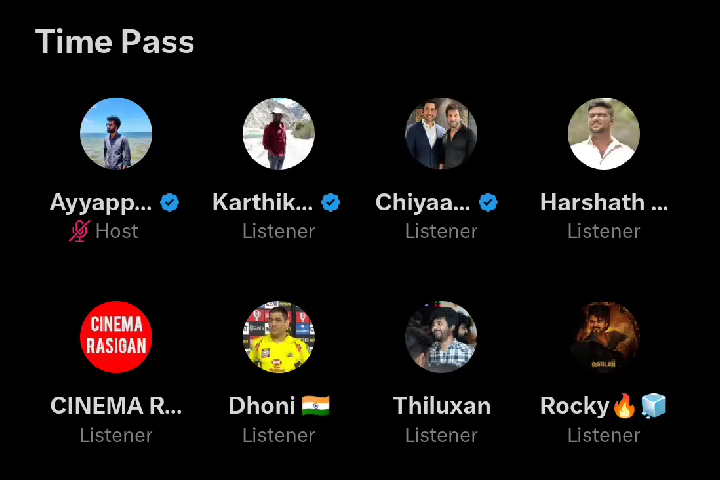 Time Pass
Ayyapp... Karthik... Chiyaa... Harshath ...
Host Listener Listener Listener
CINEMA
RASIGAN
CINEMA R... Dhoni 🇮🇳 Thiluxan Rocky🔥🧊
Listener Listener Listener Listener